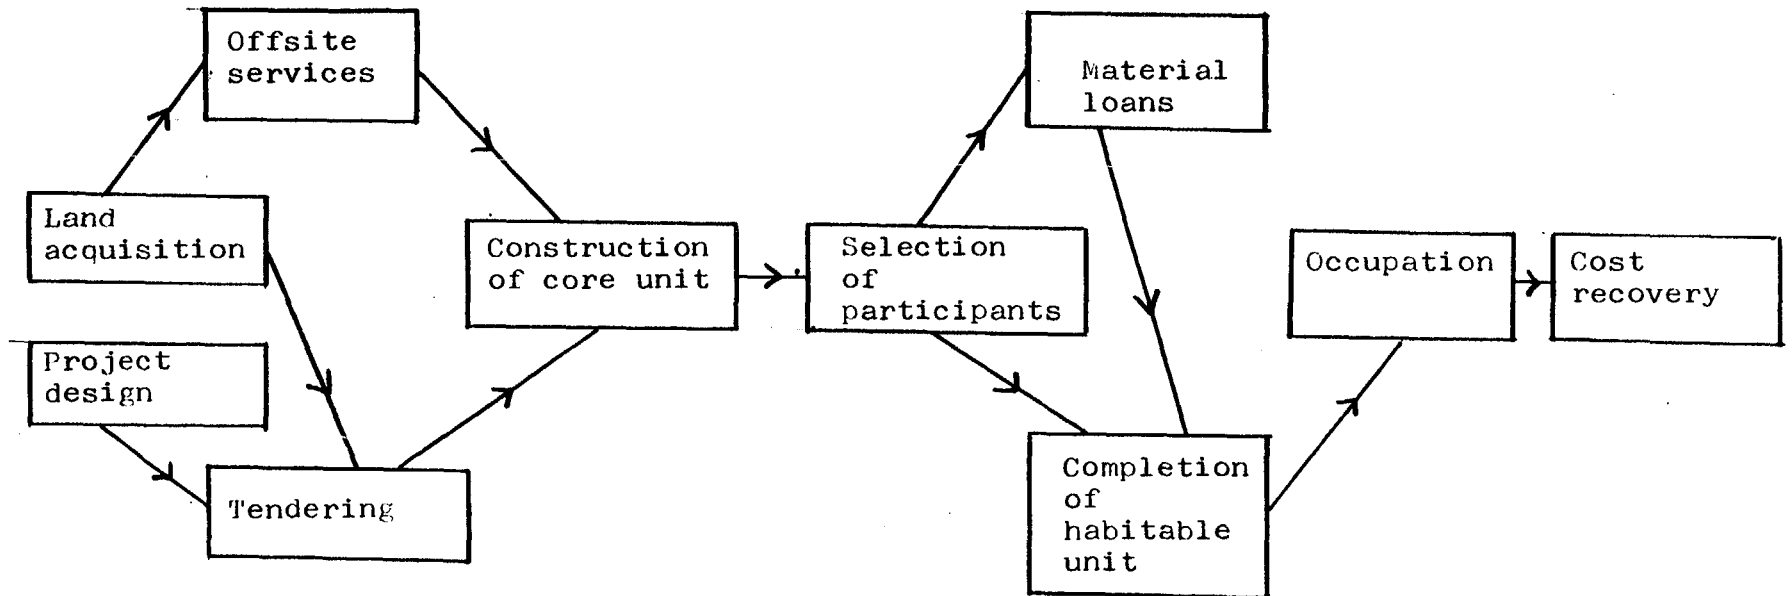 Offsite
services
Land
acquisition
Project
design
Tendering
Construction
of core unit
Selection
of
participants
Material
loans
Completion
of
habitable
unit
Occupation
Cost
recovery